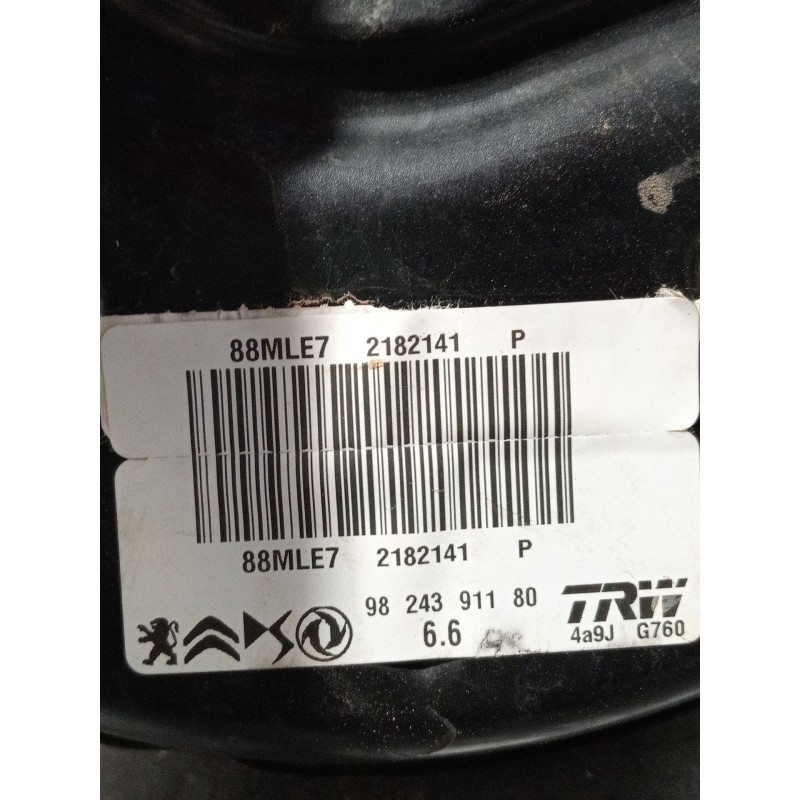 88MLE7 2182141 P
88MLE7 2182141 P
98 243 911 80
6.6
TRW
4a9J G760